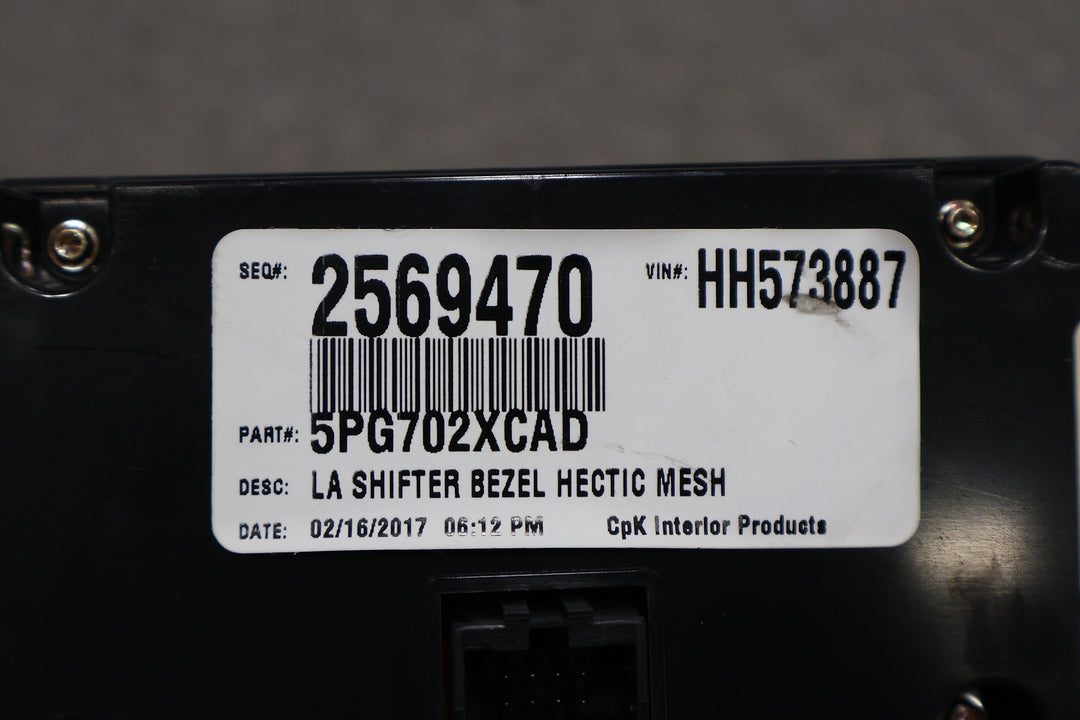 SEQ#: 2569470 VIN#: HH573887
PART#: 5PG702XCAD
DESC: LA SHIFTER BEZEL HECTIC MESH
DATE: 02/16/2017 06:12 PM CpK Interior Products